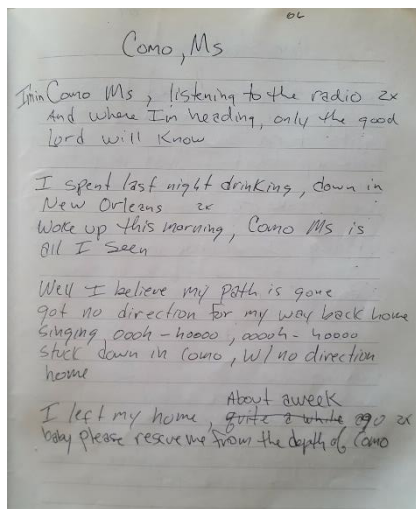 OL
Como, Ms
I'm in Como Ms, listening to the radio 2x
And where I'm heading, only the good
Lord will know
I spent last night drinking, down in
New Orleans 2x
Woke up this morning, Como Ms is
all I seen
Well I believe my path is gone
got no direction for my way back home
singing oooh-hoooo, ooooh-hoooo
stuck down in Como, w/ no direction
home
About a week
I left my home, quite a while ago 2x
baby please rescue me from the depth of Como